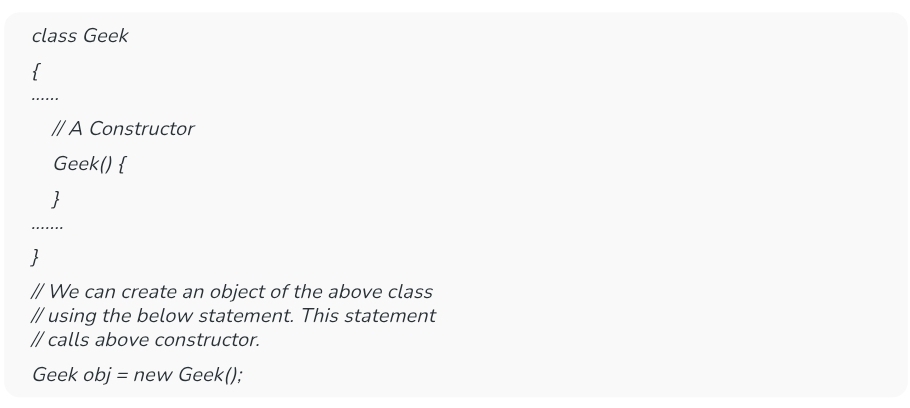 class Geek
{
......
// A Constructor
Geek() {
}
.......
}
// We can create an object of the above class
// using the below statement. This statement
// calls above constructor.
Geek obj = new Geek();